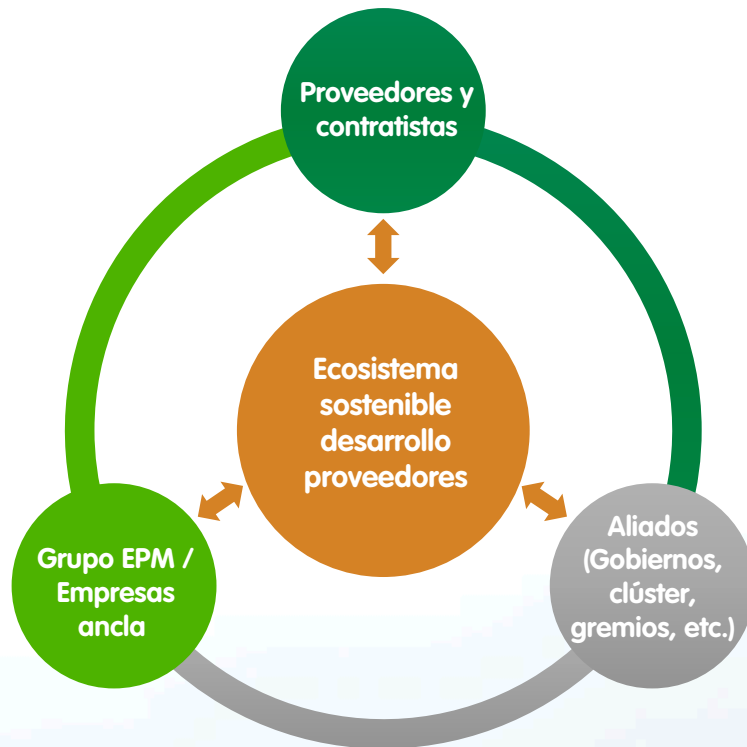 Proveedores y
contratistas
Ecosistema
sostenible
desarrollo
proveedores
Grupo EPM /
Empresas
ancla
Aliados
(Gobiernos,
clúster,
gremios, etc.)